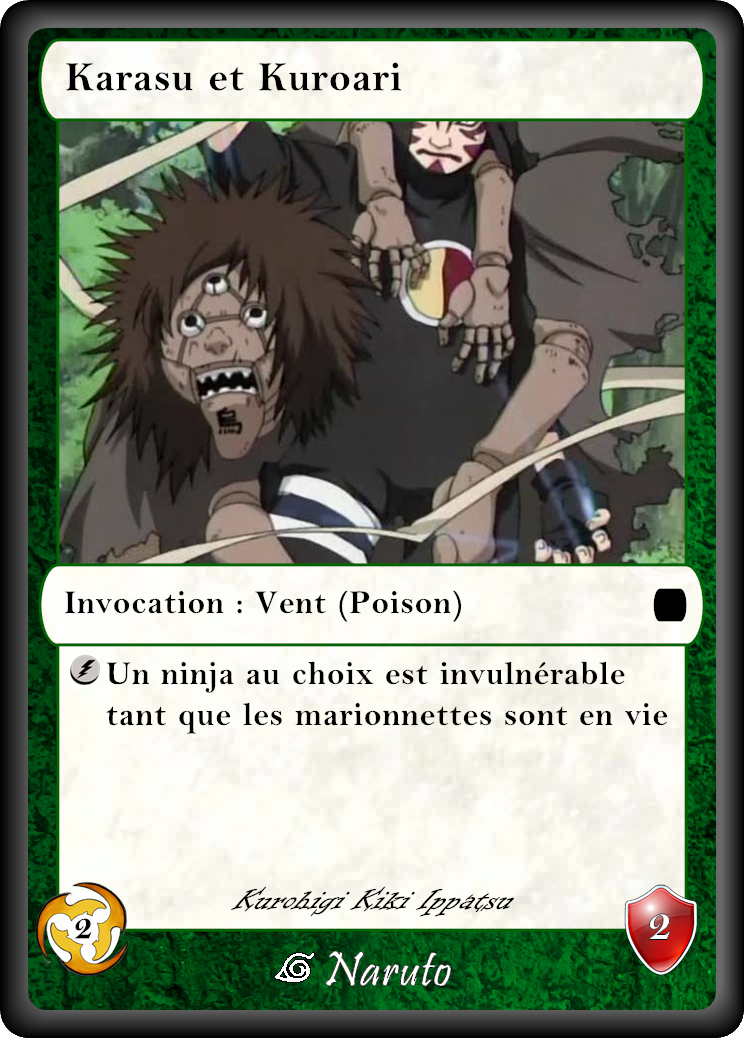 Karasu et Kuroari
烏
Invocation : Vent (Poison)
Un ninja au choix est invulnérable
tant que les marionnettes sont en vie
Kurohigi Kiki Ippatsu
2
2
Naruto